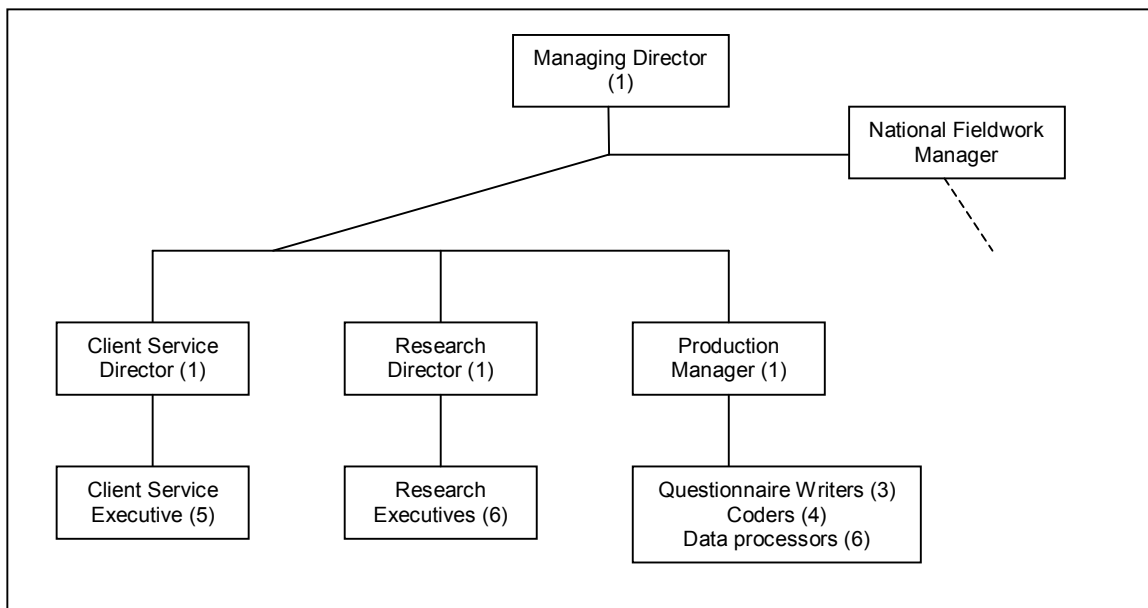 Managing Director
(1)
National Fieldwork
Manager
Client Service
Director (1)
Research
Director (1)
Production
Manager (1)
Client Service
Executive (5)
Research
Executives (6)
Questionnaire Writers (3)
Coders (4)
Data processors (6)